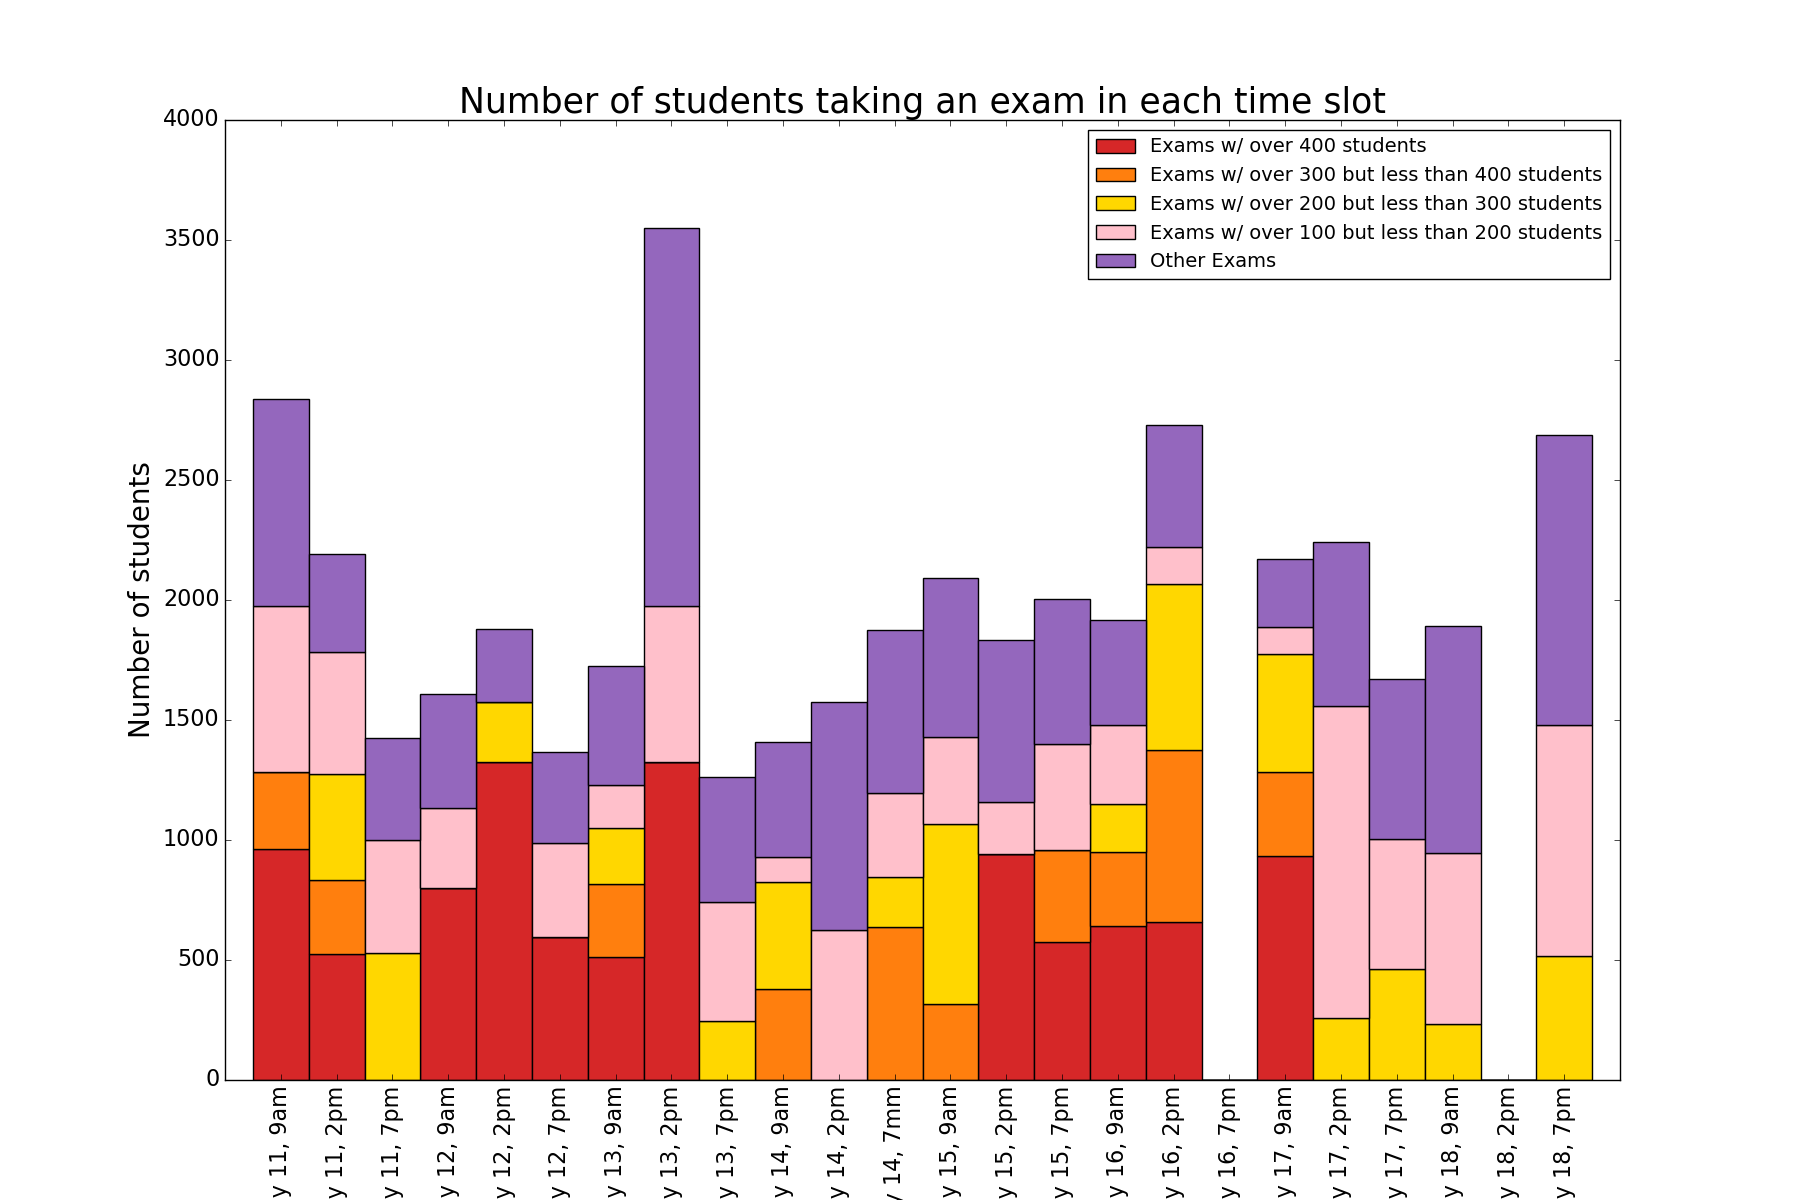 Number of students taking an exam in each time slot
4000
3500
3000
2500
2000
1500
1000
500
0
Number of students
Exams w/ over 400 students
Exams w/ over 300 but less than 400 students
Exams w/ over 200 but less than 300 students
Exams w/ over 100 but less than 200 students
Other Exams
y 11, 9am
y 11, 2pm
y 11, 7pm
y 12, 9am
y 12, 2pm
y 12, 7pm
y 13, 9am
y 13, 2pm
y 13, 7pm
y 14, 9am
y 14, 2pm
y 14, 7mm
y 15, 9am
y 15, 2pm
y 15, 7pm
y 16, 9am
y 16, 2pm
y 16, 7pm
y 17, 9am
y 17, 2pm
y 17, 7pm
y 18, 9am
y 18, 2pm
y 18, 7pm